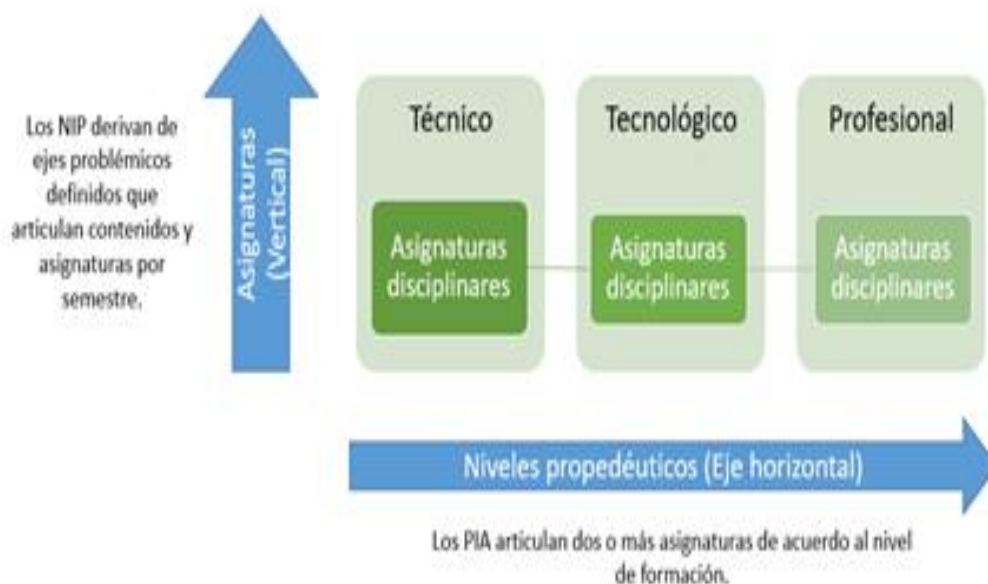 Los NIP derivan de
ejes problémicos
definidos que
articulan contenidos y
asignaturas por
semestre.
Asignaturas
(Vertical)
Técnico
Asignaturas
disciplinares
Tecnológico
Asignaturas
disciplinares
Profesional
Asignaturas
disciplinares
Niveles propedéuticos (Eje horizontal)
Los PIA articulan dos o más asignaturas de acuerdo al nivel
de formación.